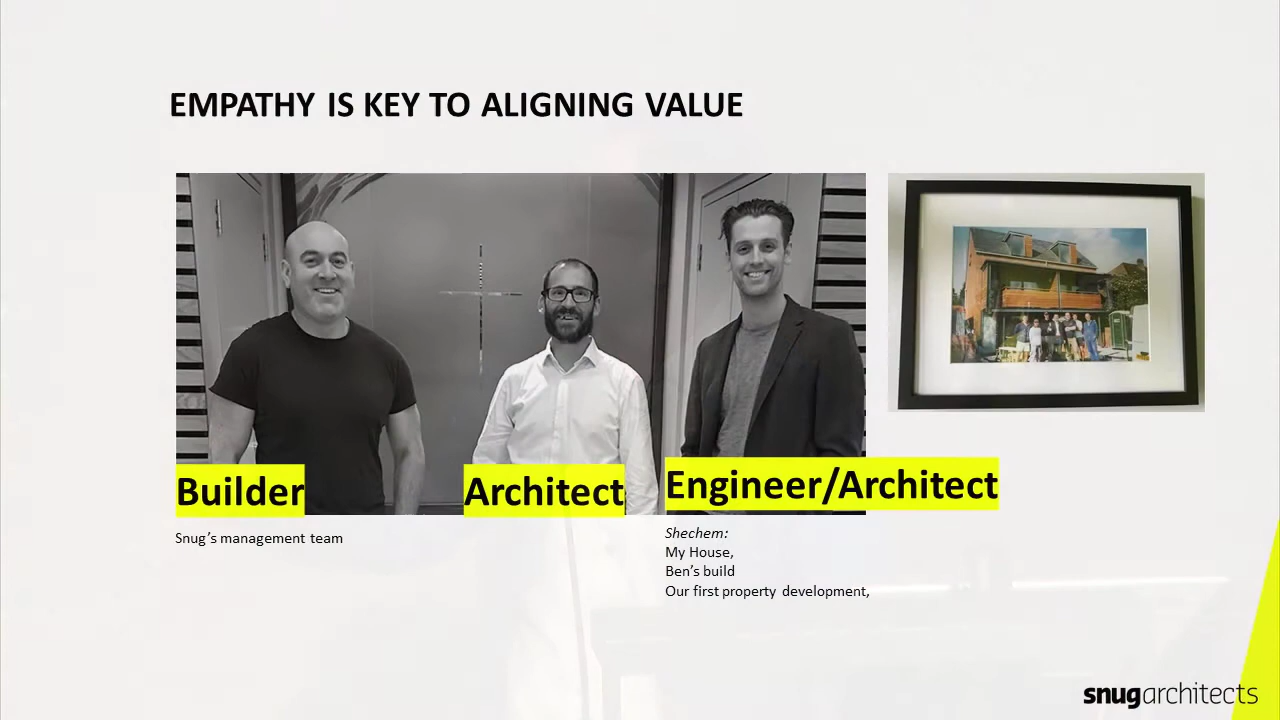 EMPATHY IS KEY TO ALIGNING VALUE
Builder
Architect
Engineer/Architect
Snug’s management team
Shechem:
My House,
Ben’s build
Our first property development,
snugarchitects